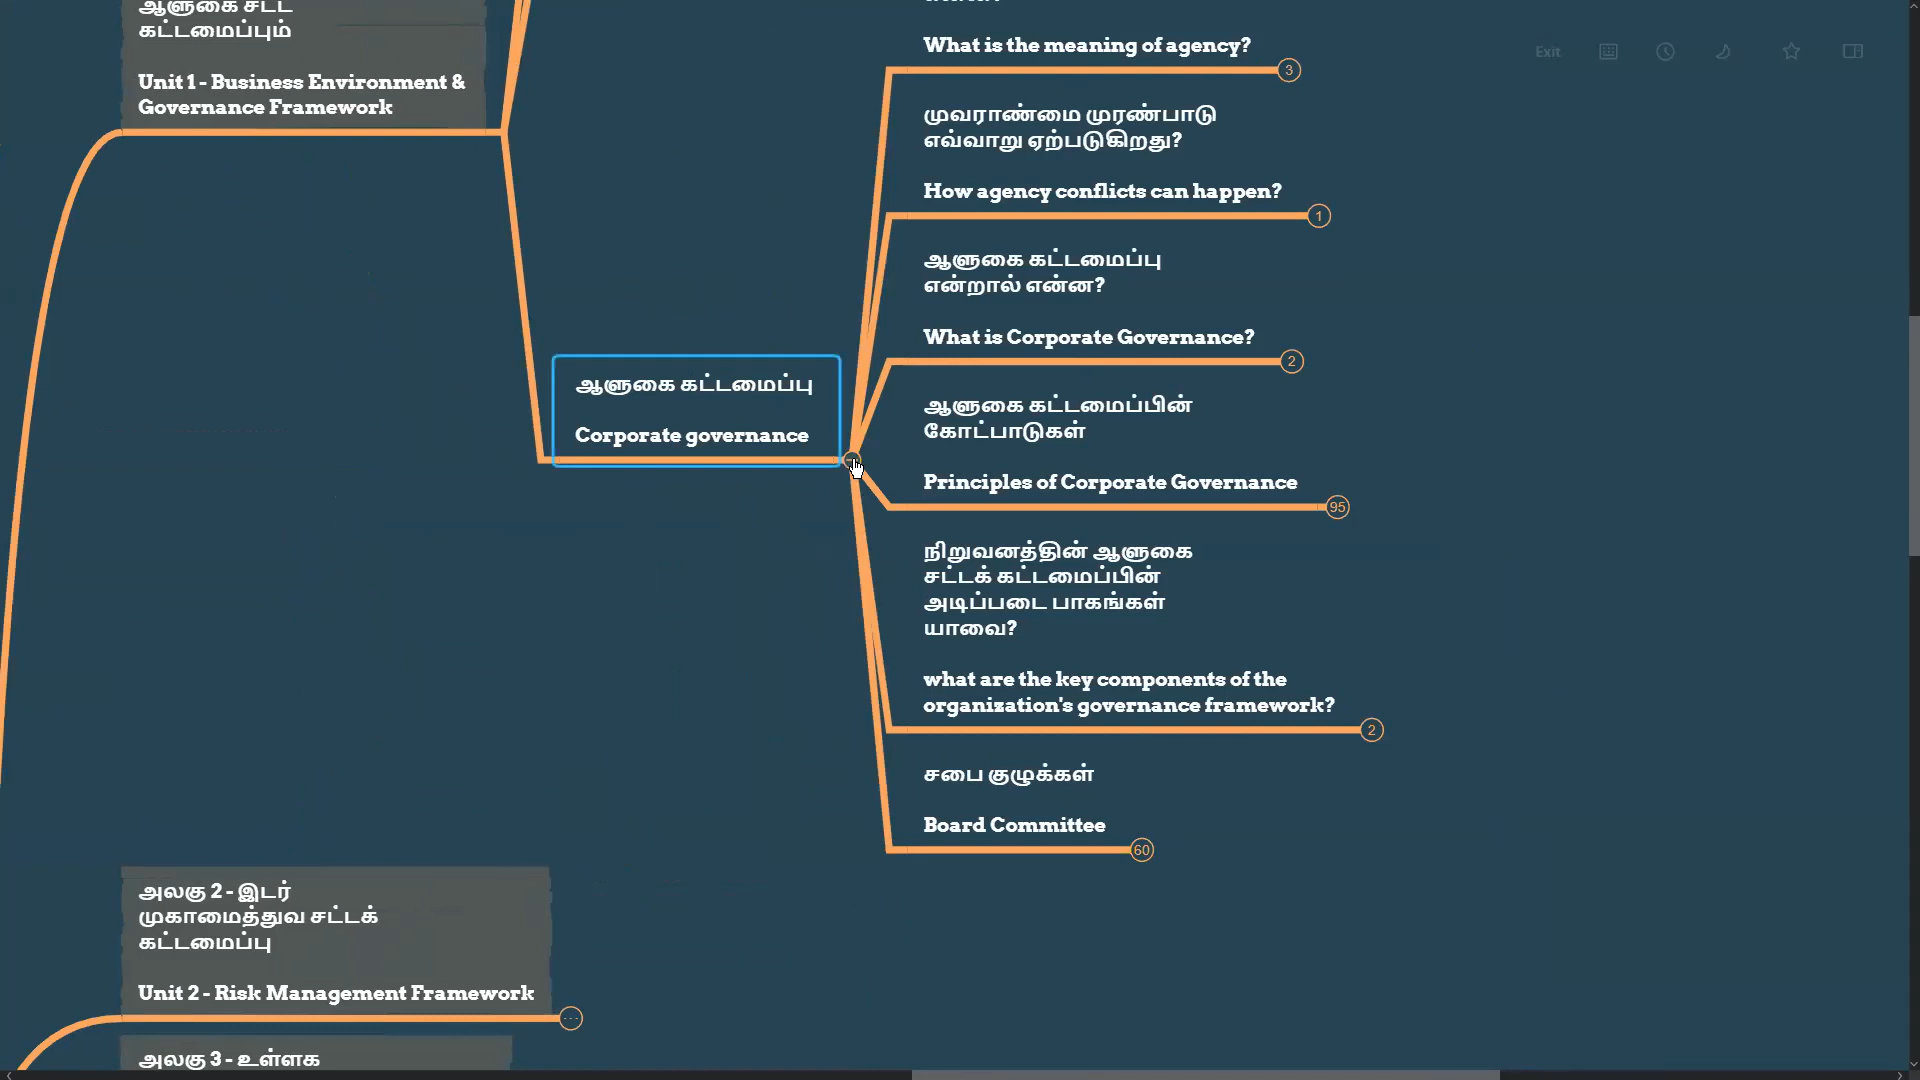 ஆளுகை சட்ட
கட்டமைப்பும்
Unit 1 - Business Environment &
Governance Framework
ஆளுகை கட்டமைப்பு
Corporate governance
What is the meaning of agency?
3
முவராண்மை முரண்பாடு
எவ்வாறு ஏற்படுகிறது?
How agency conflicts can happen?
1
ஆளுகை கட்டமைப்பு
என்றால் என்ன?
What is Corporate Governance?
2
ஆளுகை கட்டமைப்பின்
கோட்பாடுகள்
Principles of Corporate Governance
95
நிறுவனத்தின் ஆளுகை
சட்டக் கட்டமைப்பின்
அடிப்படை பாகங்கள்
யாவை?
what are the key components of the
organization's governance framework?
2
சபை குழுக்கள்
Board Committee
60
அலகு 2 - இடர்
முகாமைத்துவ சட்டக்
கட்டமைப்பு
Unit 2 - Risk Management Framework
அலகு 3 - உள்ளக
Exit